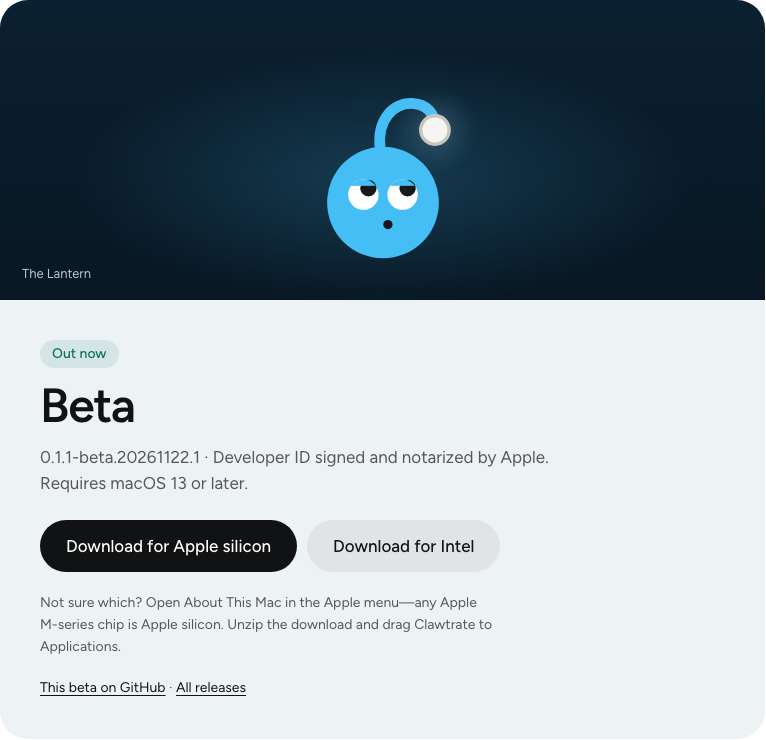 The Lantern
Out now
Beta
0.1.1-beta.20261122.1 · Developer ID signed and notarized by Apple.
Requires macOS 13 or later.
Download for Apple silicon
Download for Intel
Not sure which? Open About This Mac in the Apple menu—any Apple
M-series chip is Apple silicon. Unzip the download and drag Clawtrate to
Applications.
This beta on GitHub · All releases